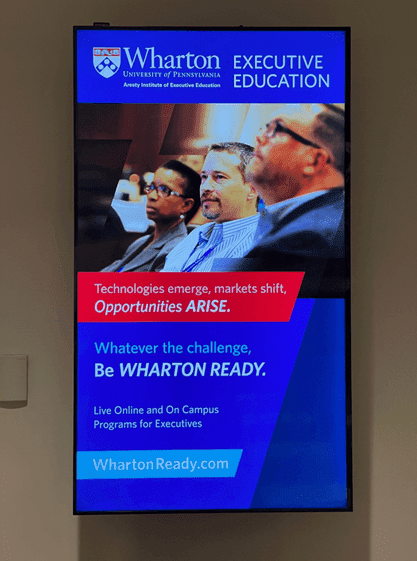 Wharton
UNIVERSITY OF PENNSYLVANIA
Aresty Institute of Executive Education
EXECUTIVE
EDUCATION
Technologies emerge, markets shift,
Opportunities ARISE.
Whatever the challenge,
Be WHARTON READY.
Live Online and On Campus
Programs for Executives
WhartonReady.com